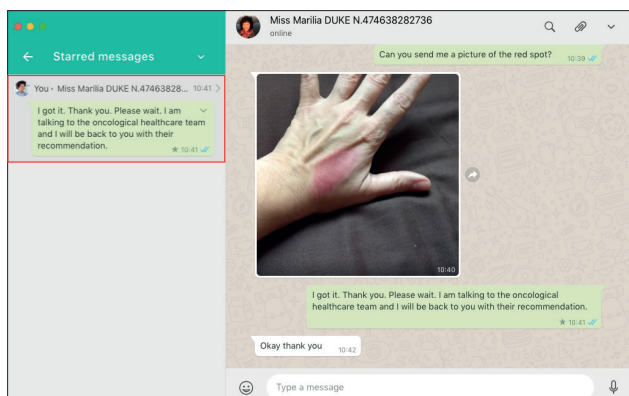 Starred messages
You · Miss Marilia DUKE N.47463828... 10:41
I got it. Thank you. Please wait. I am
talking to the oncological healthcare team
and I will be back to you with their
recommendation.
10:41
Miss Marilia DUKE N.474638282736
online
Can you send me a picture of the red spot?
10:39
10:40
I got it. Thank you. Please wait. I am talking to the oncological
healthcare team and I will be back to you with their recommendation.
10:41
Okay thank you 10:42
Type a message